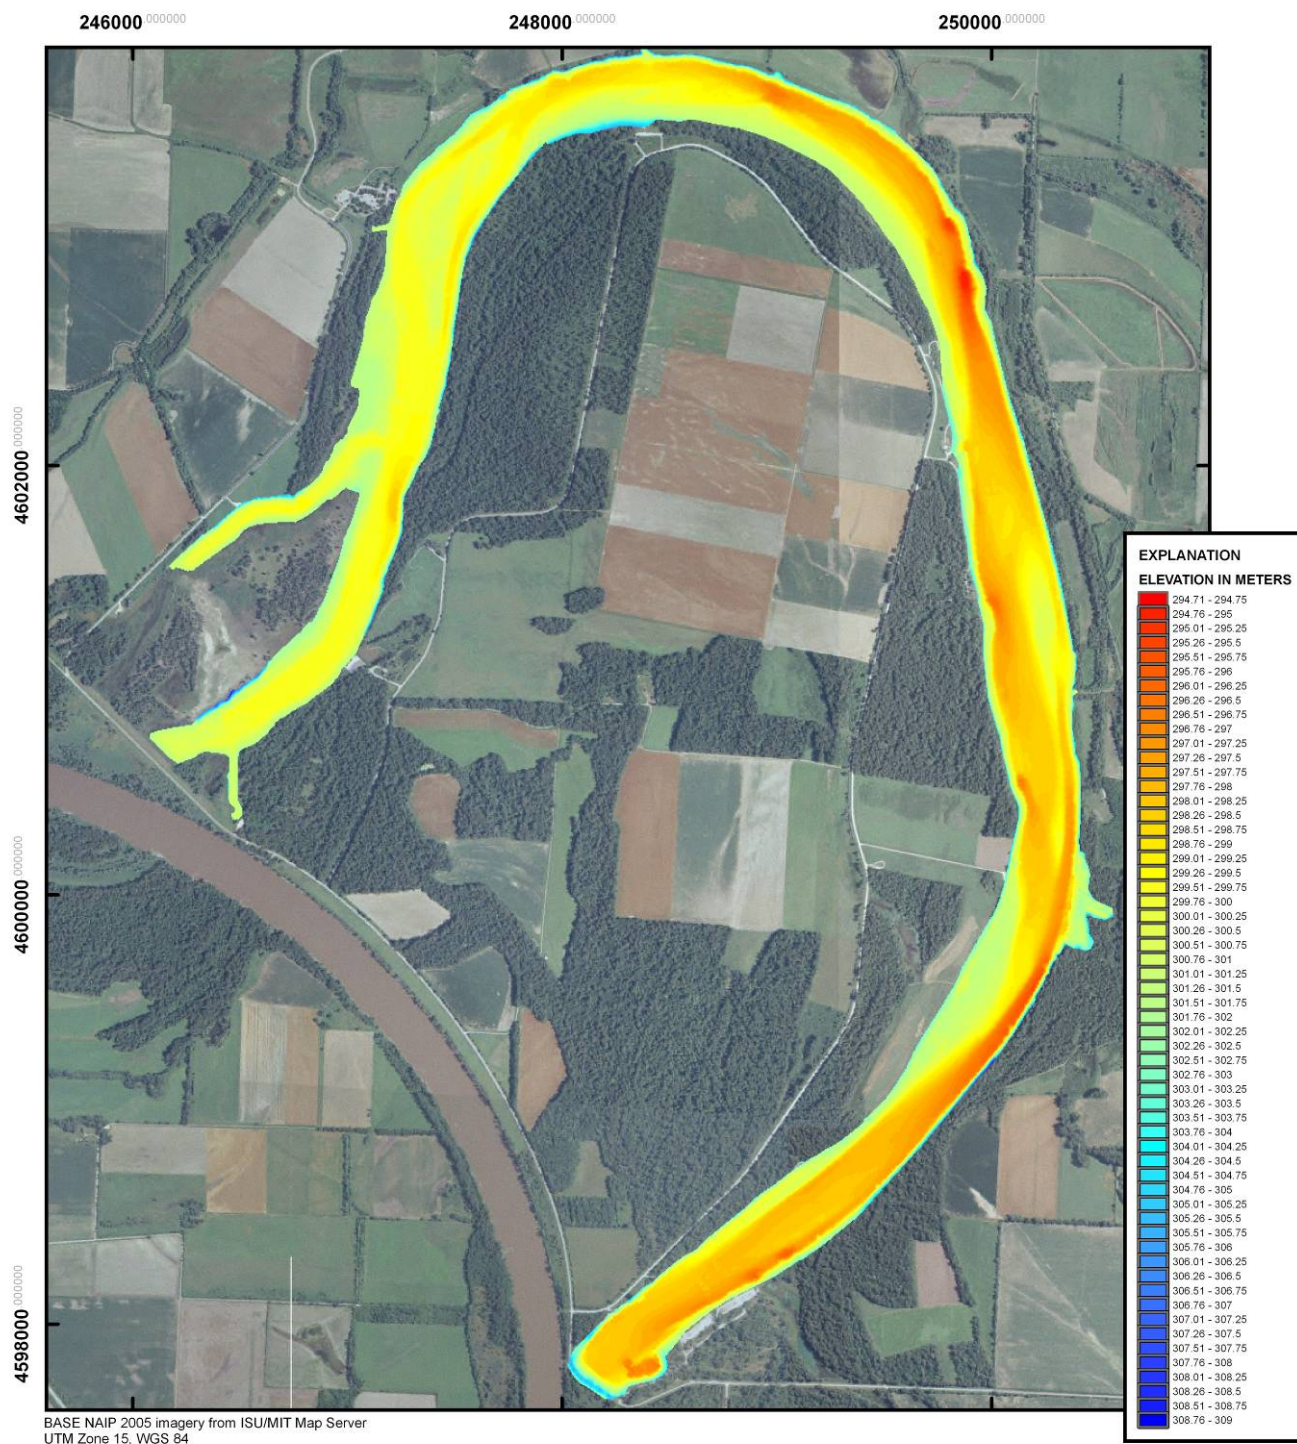 246000.000000 248000.000000 250000.000000
4602000.000000
4600000.000000
4598000.000000
EXPLANATION
ELEVATION IN METERS
294.71 - 294.75
294.76 - 295
295.01 - 295.25
295.26 - 295.5
295.51 - 295.75
295.76 - 296
296.01 - 296.25
296.26 - 296.5
296.51 - 296.75
296.76 - 297
297.01 - 297.25
297.26 - 297.5
297.51 - 297.75
297.76 - 298
298.01 - 298.25
298.26 - 298.5
298.51 - 298.75
298.76 - 299
299.01 - 299.25
299.26 - 299.5
299.51 - 299.75
299.76 - 300
300.01 - 300.25
300.26 - 300.5
300.51 - 300.75
300.76 - 301
301.01 - 301.25
301.26 - 301.5
301.51 - 301.75
301.76 - 302
302.01 - 302.25
302.26 - 302.5
302.51 - 302.75
302.76 - 303
303.01 - 303.25
303.26 - 303.5
303.51 - 303.75
303.76 - 304
304.01 - 304.25
304.26 - 304.5
304.51 - 304.75
304.76 - 305
305.01 - 305.25
305.26 - 305.5
305.51 - 305.75
305.76 - 306
306.01 - 306.25
306.26 - 306.5
306.51 - 306.75
306.76 - 307
307.01 - 307.25
307.26 - 307.5
307.51 - 307.75
307.76 - 308
308.01 - 308.25
308.26 - 308.5
308.51 - 308.75
308.76 - 309
BASE NAIP 2005 imagery from ISU/MIT Map Server
UTM Zone 15. WGS 84